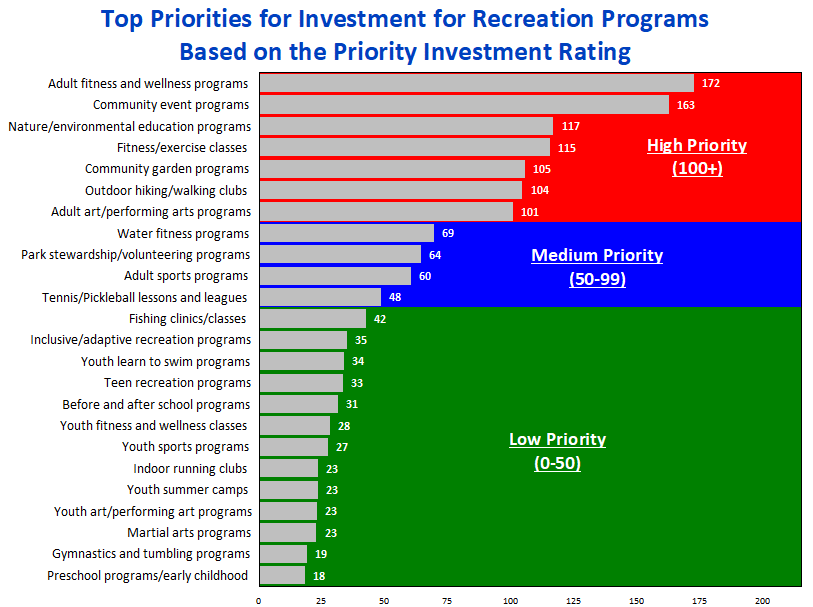 Top Priorities for Investment for Recreation Programs
Based on the Priority Investment Rating
Adult fitness and wellness programs 172
Community event programs 163
Nature/environmental education programs 117
Fitness/exercise classes 115
Community garden programs 105
Outdoor hiking/walking clubs 104
Adult art/performing arts programs 101
High Priority
(100+)
Water fitness programs 69
Park stewardship/volunteering programs 64
Adult sports programs 60
Tennis/Pickleball lessons and leagues 48
Medium Priority
(50-99)
Fishing clinics/classes 42
Inclusive/adaptive recreation programs 35
Youth learn to swim programs 34
Teen recreation programs 33
Before and after school programs 31
Youth fitness and wellness classes 28
Youth sports programs 27
Indoor running clubs 23
Youth summer camps 23
Youth art/performing art programs 23
Martial arts programs 23
Gymnastics and tumbling programs 19
Preschool programs/early childhood 18
Low Priority
(0-50)
0 25 50 75 100 125 150 175 200